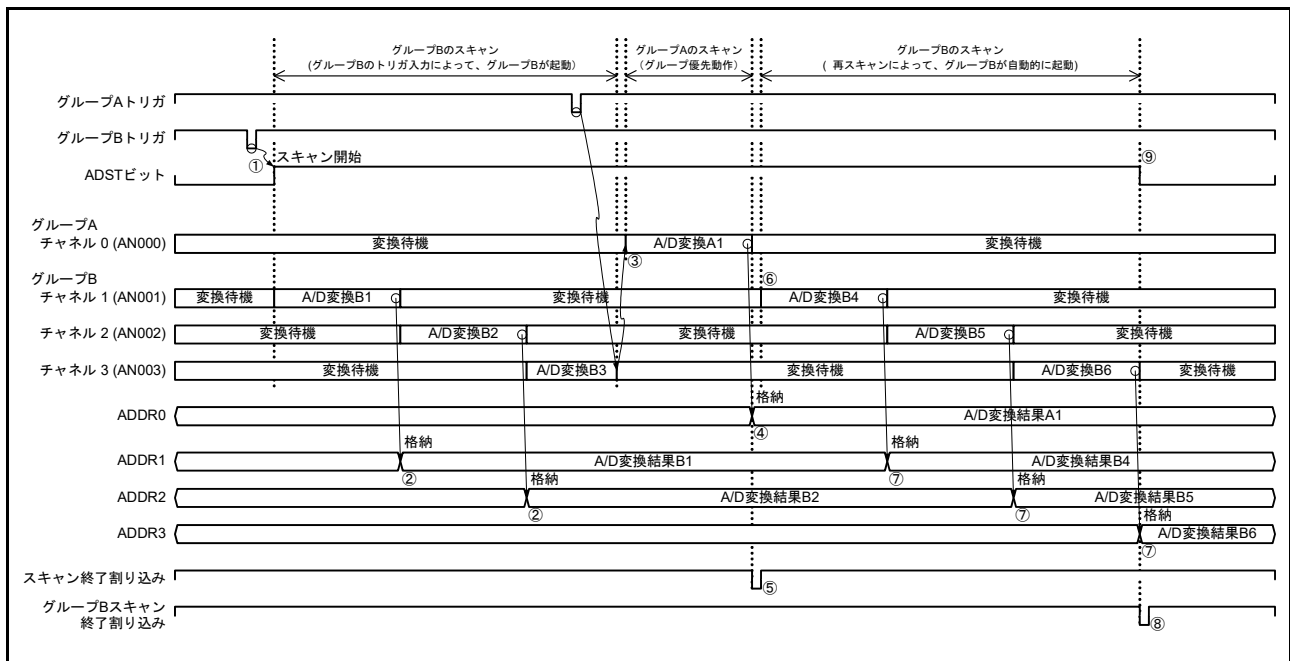 グループBのスキャン
(グループBのトリガ入力によって、グループBが起動)
グループAのスキャン
(グループ優先動作)
グループBのスキャン
( 再スキャンによって、グループBが自動的に起動)
グループAトリガ
グループBトリガ
①
スキャン開始
⑨
ADSTビット
グループA
チャネル 0 (AN000)
変換待機
A/D変換A1
変換待機
③
グループB
⑥
チャネル 1 (AN001)
変換待機
A/D変換B1
変換待機
A/D変換B4
変換待機
チャネル 2 (AN002)
変換待機
A/D変換B2
変換待機
A/D変換B5
変換待機
チャネル 3 (AN003)
変換待機
A/D変換B3
変換待機
A/D変換B6
変換待機
格納
ADDR0
A/D変換結果A1
④
格納
格納
ADDR1
A/D変換結果B1
A/D変換結果B4
②
⑦
格納
格納
ADDR2
A/D変換結果B2
A/D変換結果B5
②
⑦
格納
ADDR3
A/D変換結果B6
⑦
スキャン終了割り込み
⑤
グループBスキャン
終了割り込み
⑧